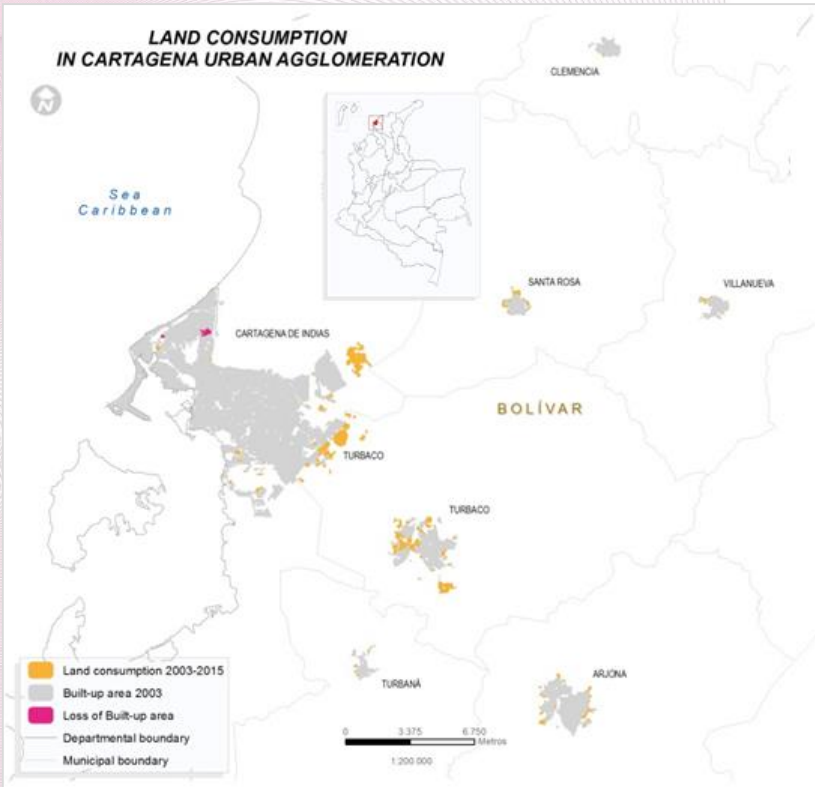 LAND CONSUMPTION
IN CARTAGENA URBAN AGGLOMERATION
N
CLEMENCIA
Sea
Caribbean
SANTA ROSA
VILLANUEVA
CARTAGENA DE INDIAS
BOLÍVAR
TURBACO
TURBACO
TURBANÁ
ARJONA
Land consumption 2003-2015
Built-up area 2003
Loss of Built-up area
Departmental boundary
Municipal boundary
0 3.375 6.750
Metros
1:200.000